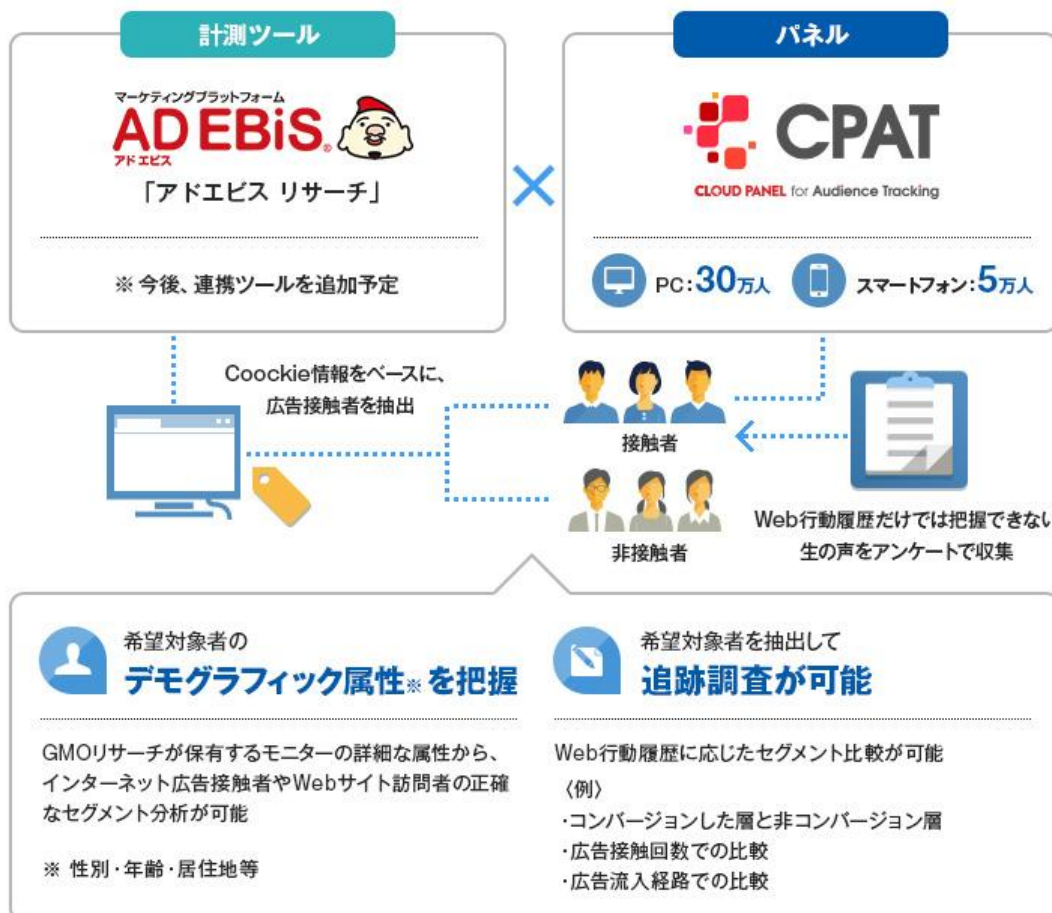 計測ツール
マーケティングプラットフォーム
AD EBiS®
アド エビス
「アドエビス リサーチ」
※ 今後、連携ツールを追加予定
パネル
CPAT
CLOUD PANEL for Audience Tracking
PC:30万人
スマートフォン:5万人
Coockie情報をベースに、
広告接触者を抽出
接触者
非接触者
Web行動履歴だけでは把握できない
生の声をアンケートで収集
希望対象者の
デモグラフィック属性※を把握
GMOリサーチが保有するモニターの詳細な属性から、
インターネット広告接触者やWebサイト訪問者の正確
なセグメント分析が可能
※ 性別・年齢・居住地等
希望対象者を抽出して
追跡調査が可能
Web行動履歴に応じたセグメント比較が可能
〈例〉
・コンバージョンした層と非コンバージョン層
・広告接触回数での比較
・広告流入経路での比較